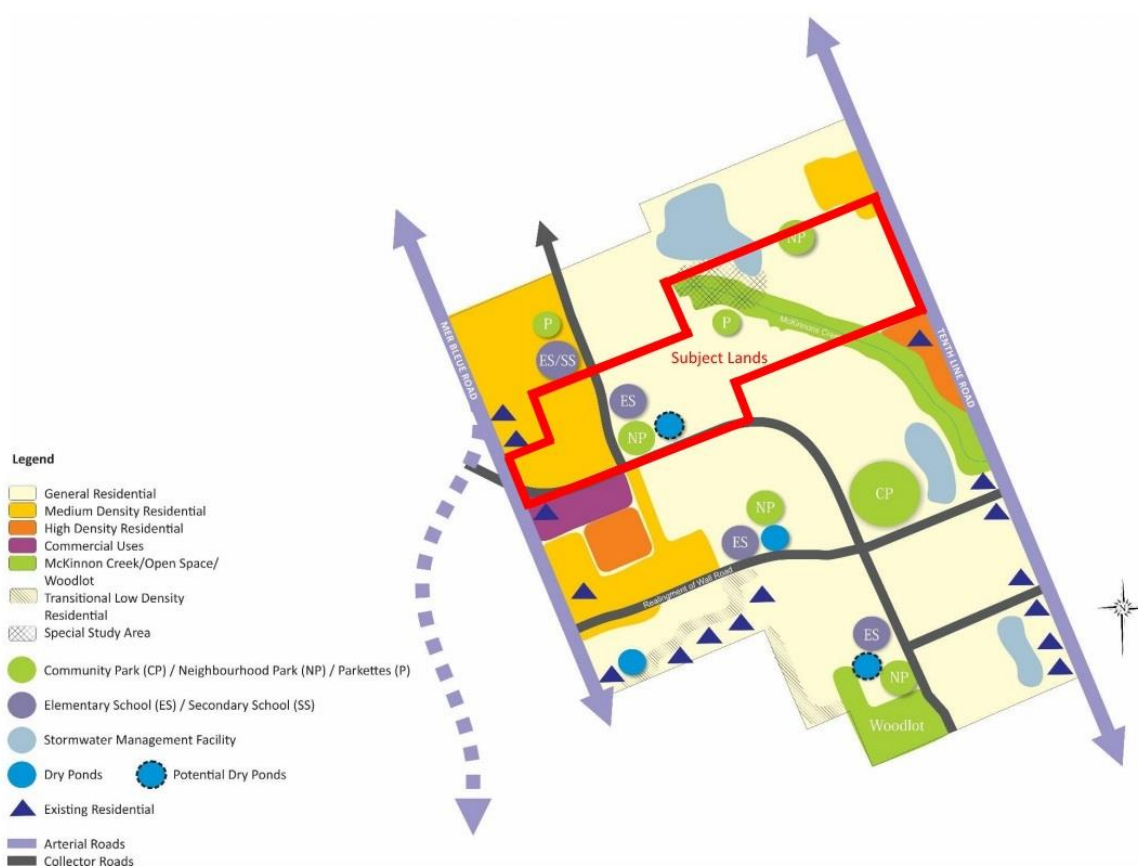 NP
P
McKinnons Cree
MER BLEUE ROAD
TENTH LINE ROAD
ES/SS
P
Subject Lands
ES
NP
CP
NP
ES
Realingment of Wall Road
ES
NP
Woodlot
N
Legend
General Residential
Medium Density Residential
High Density Residential
Commercial Uses
McKinnon Creek/Open Space/
Woodlot
Transitional Low Density
Residential
Special Study Area
Community Park (CP) / Neighbourhood Park (NP) / Parkettes (P)
Elementary School (ES) / Secondary School (SS)
Stormwater Management Facility
Dry Ponds
Potential Dry Ponds
Existing Residential
Arterial Roads
Collector Roads